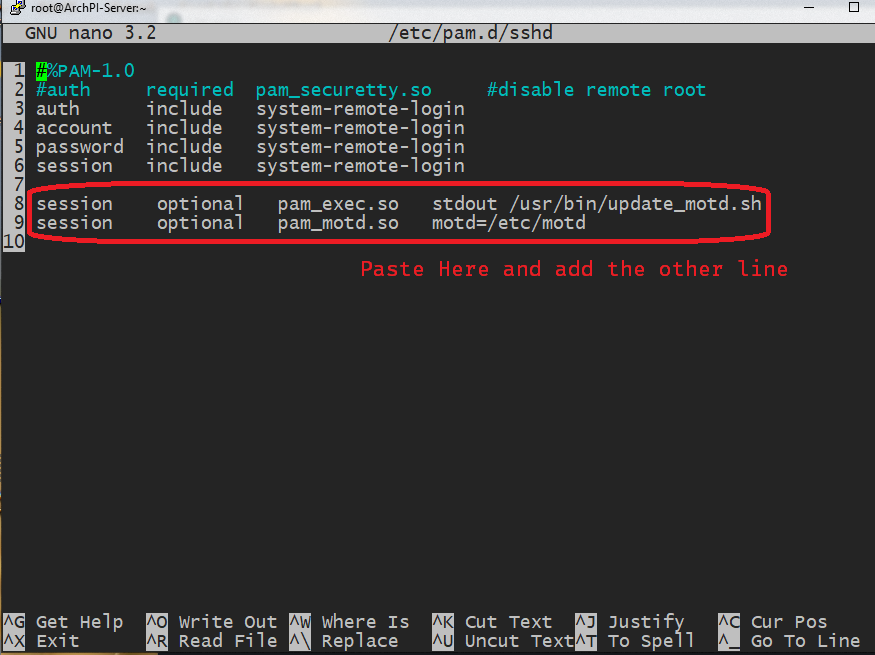 root@ArchPI-Server:~
GNU nano 3.2 /etc/pam.d/sshd
1 #%PAM-1.0
2 #auth required pam_securetty.so #disable remote root
3 auth include system-remote-login
4 account include system-remote-login
5 password include system-remote-login
6 session include system-remote-login
7
8 session optional pam_exec.so stdout /usr/bin/update_motd.sh
9 session optional pam_motd.so motd=/etc/motd
10
Paste Here and add the other line
^G Get Help ^O Write Out ^W Where Is ^K Cut Text ^J Justify ^C Cur Pos
^X Exit ^R Read File ^\ Replace ^U Uncut Text ^T To Spell ^_ Go To Line